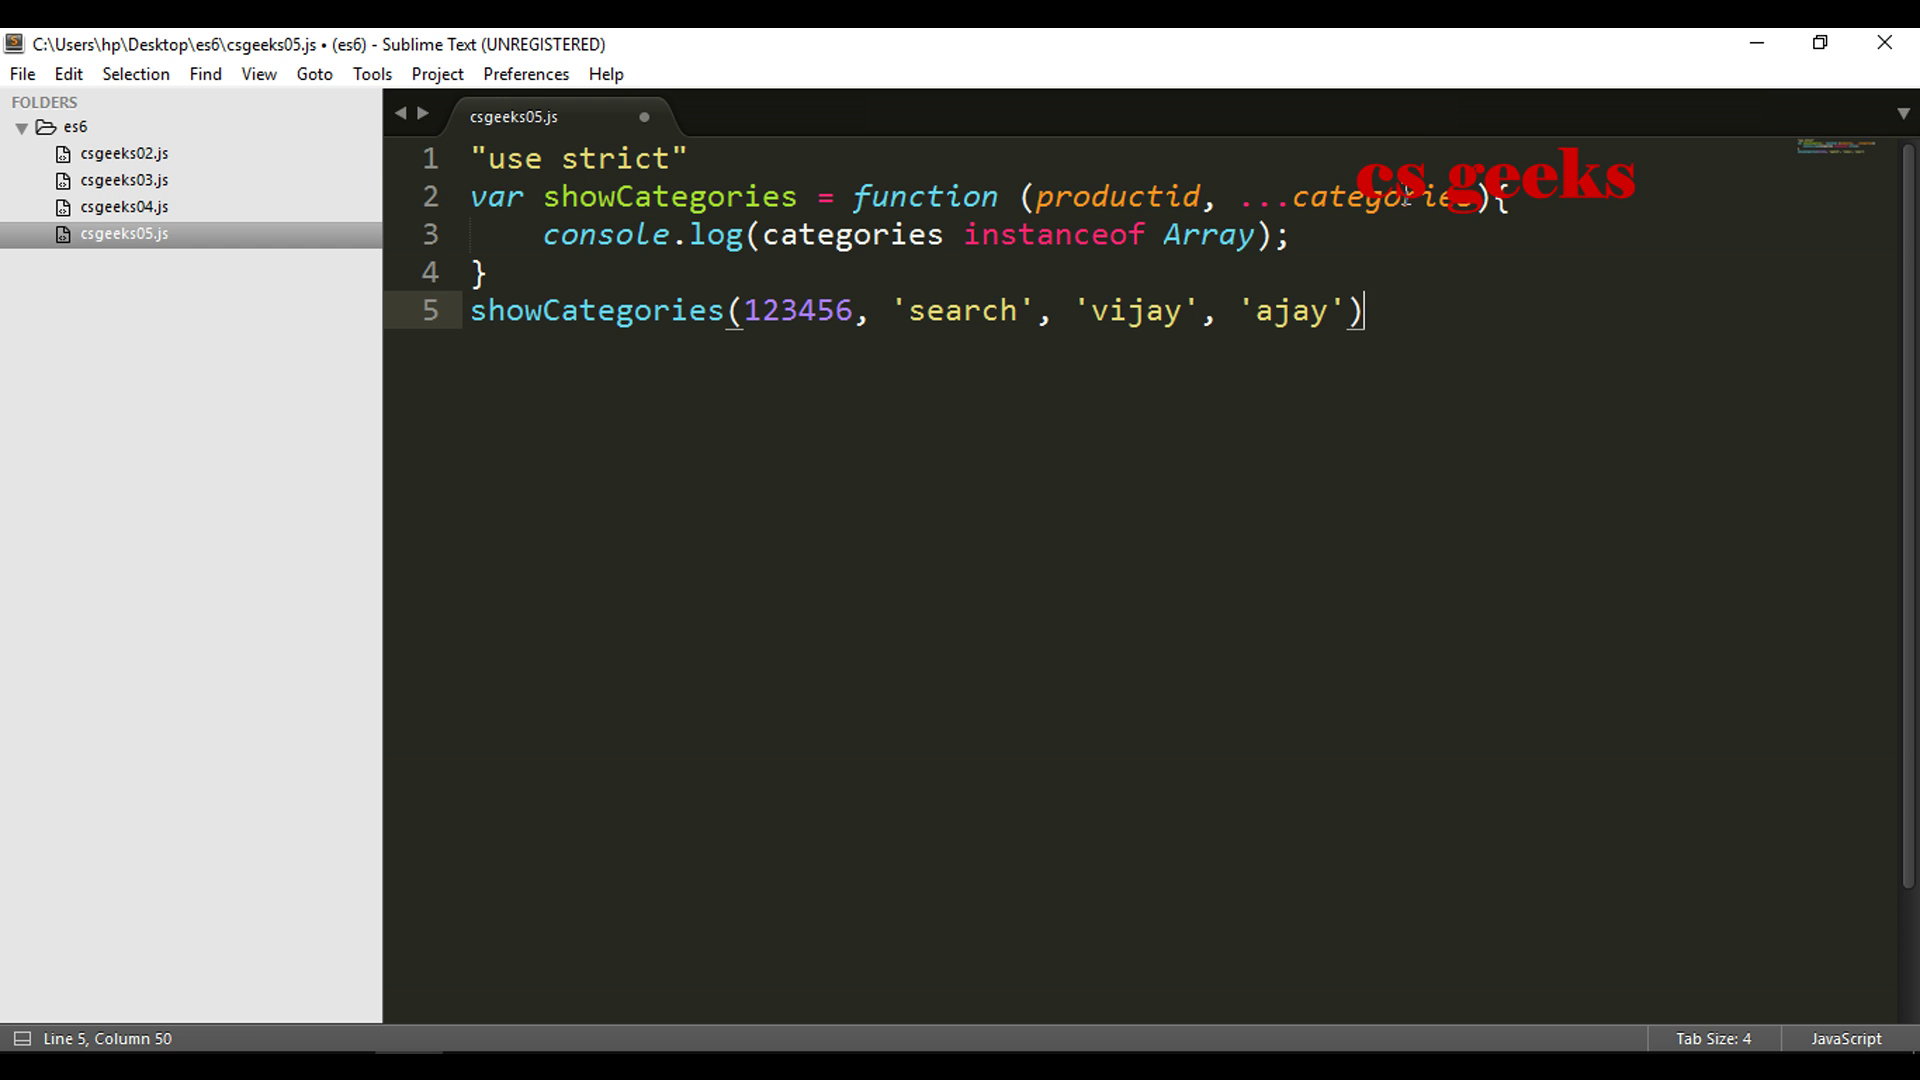 C:\Users\hp\Desktop\es6\csgeeks05.js • (es6) - Sublime Text (UNREGISTERED)
File Edit Selection Find View Goto Tools Project Preferences Help
FOLDERS
es6
csgeeks02.js
csgeeks03.js
csgeeks04.js
csgeeks05.js
csgeeks05.js
cs geeks
1 "use strict"
2 var showCategories = function (productid, ...categories){
3 console.log(categories instanceof Array);
4 }
5 showCategories(123456, 'search', 'vijay', 'ajay')
Line 5, Column 50
Tab Size: 4
JavaScript